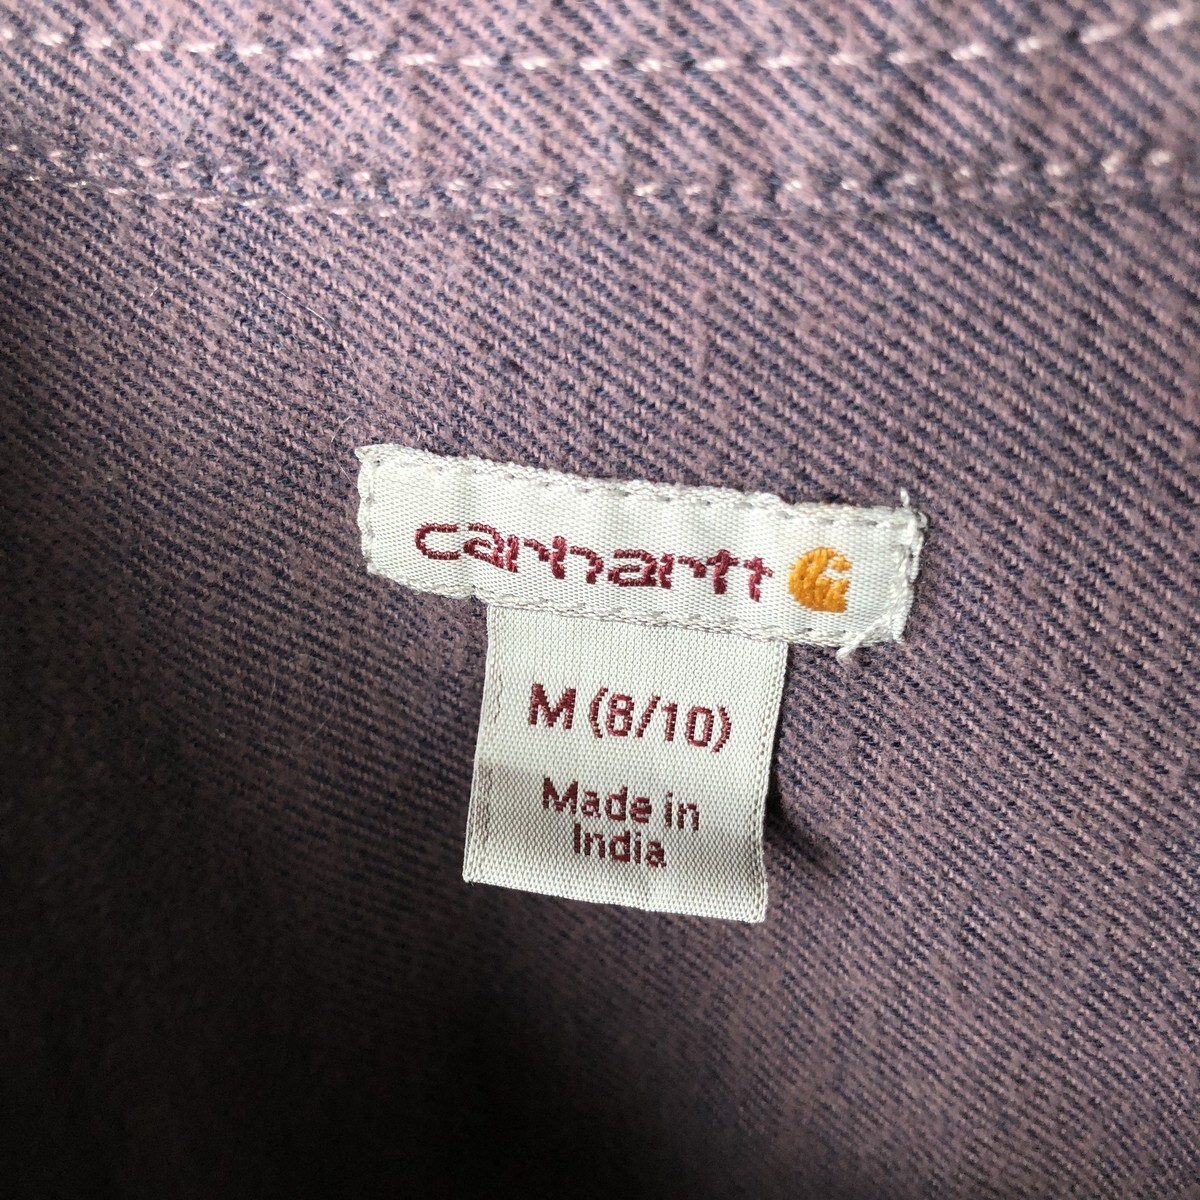 carhartt
M (8/10)
Made in
India